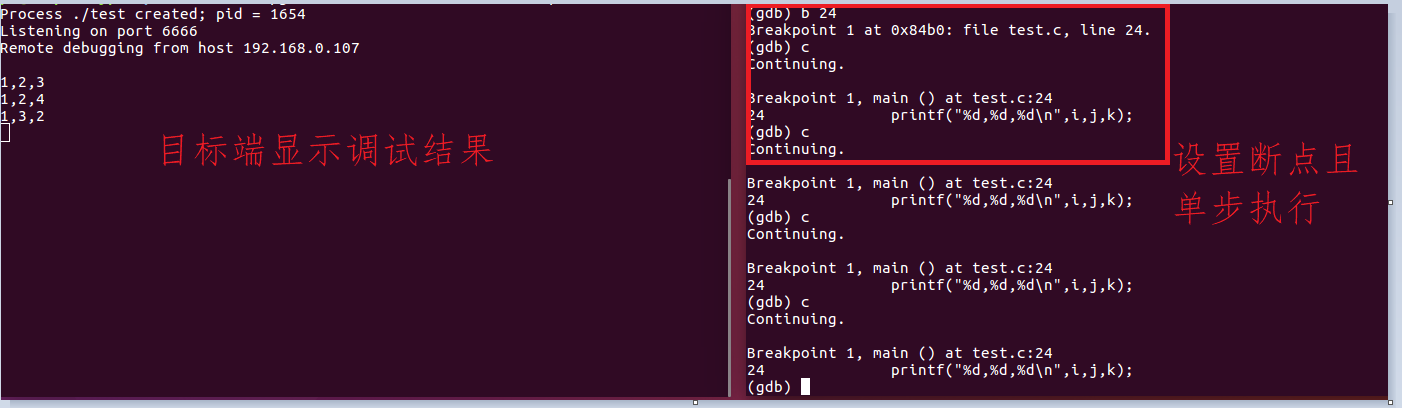 Process ./test created; pid = 1654
Listening on port 6666
Remote debugging from host 192.168.0.107
1,2,3
1,2,4
1,3,2
目标端显示调试结果
(gdb) b 24
Breakpoint 1 at 0x84b0: file test.c, line 24.
(gdb) c
Continuing.
Breakpoint 1, main () at test.c:24
24 printf("%d,%d,%d\n",i,j,k);
(gdb) c
Continuing.
Breakpoint 1, main () at test.c:24
24 printf("%d,%d,%d\n",i,j,k);
(gdb) c
Continuing.
Breakpoint 1, main () at test.c:24
24 printf("%d,%d,%d\n",i,j,k);
(gdb) c
Continuing.
Breakpoint 1, main () at test.c:24
24 printf("%d,%d,%d\n",i,j,k);
(gdb)
设置断点且
单步执行